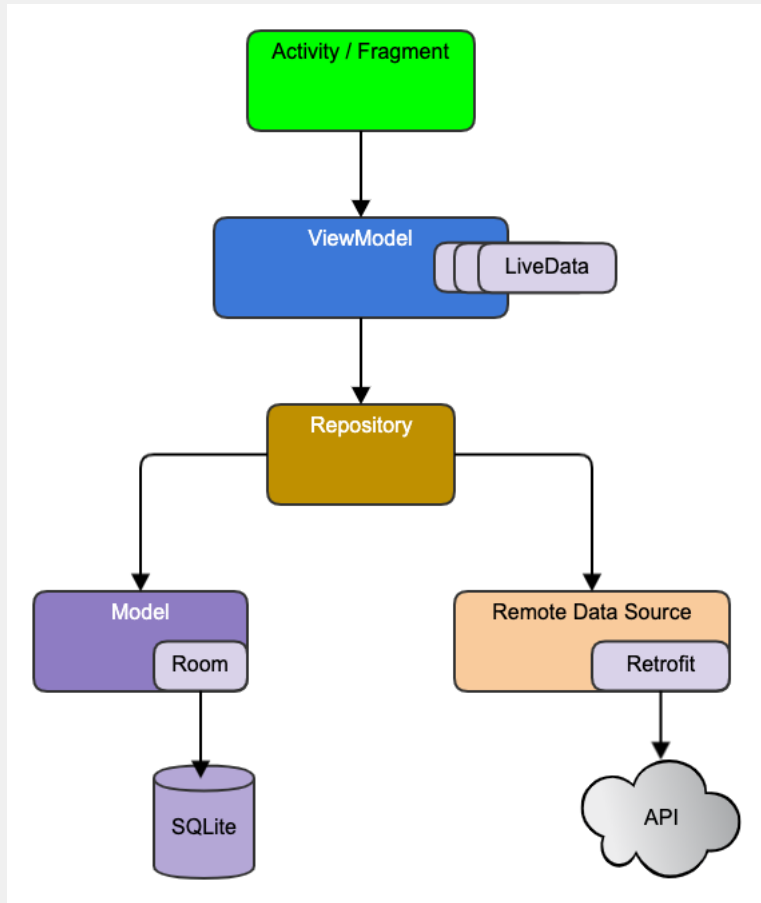 Activity / Fragment
ViewModel
LiveData
Repository
Model
Room
Remote Data Source
Retrofit
SQLite
API